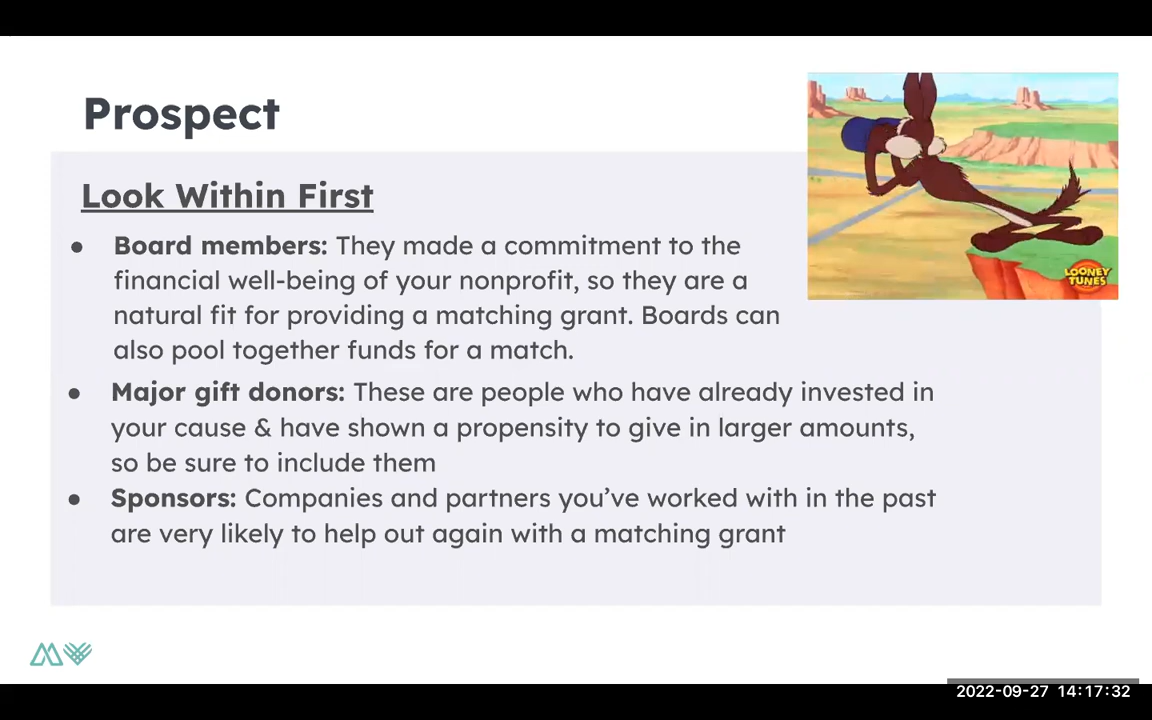 Prospect
Look Within First
● Board members: They made a commitment to the
financial well-being of your nonprofit, so they are a
natural fit for providing a matching grant. Boards can
also pool together funds for a match.
● Major gift donors: These are people who have already invested in
your cause & have shown a propensity to give in larger amounts,
so be sure to include them
● Sponsors: Companies and partners you’ve worked with in the past
are very likely to help out again with a matching grant
LOONEY
TUNES
2022-09-27 14:17:32